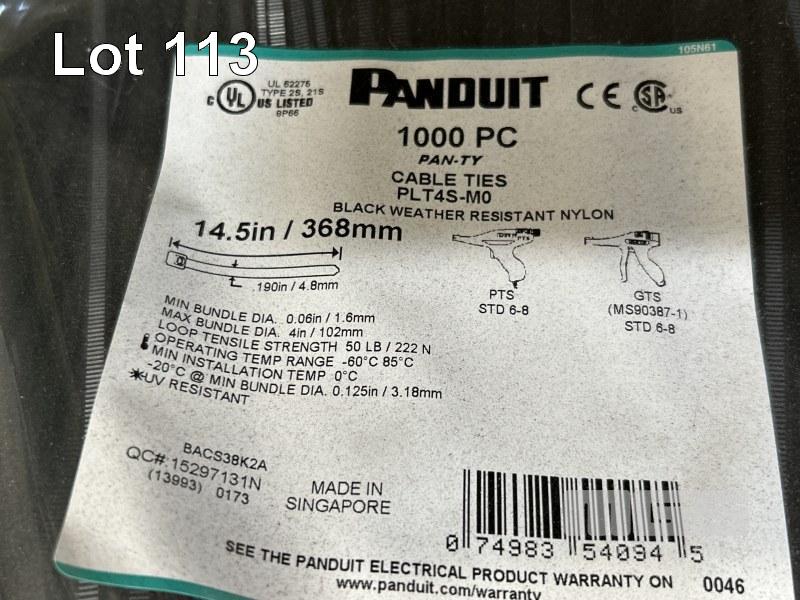 Lot 113
105N61
UL 62275
TYPE 2S, 21S
C UL US LISTED
9P66
PANDUIT
CE
C SA US
1000 PC
PAN-TY
CABLE TIES
PLT4S-M0
BLACK WEATHER RESISTANT NYLON
14.5in / 368mm
.190in / 4.8mm
PTS
STD 6-8
GTS
(MS90387-1)
STD 6-8
MIN BUNDLE DIA. 0.06in / 1.6mm
MAX BUNDLE DIA. 4in / 102mm
LOOP TENSILE STRENGTH 50 LB / 222 N
OPERATING TEMP RANGE -60°C 85°C
MIN INSTALLATION TEMP 0°C
-20°C @ MIN BUNDLE DIA. 0.125in / 3.18mm
UV RESISTANT
BACS38K2A
QC#:15297131N
(13993) 0173
MADE IN
SINGAPORE
0 74983 54094 5
SEE THE PANDUIT ELECTRICAL PRODUCT WARRANTY ON
www.panduit.com/warranty
0046